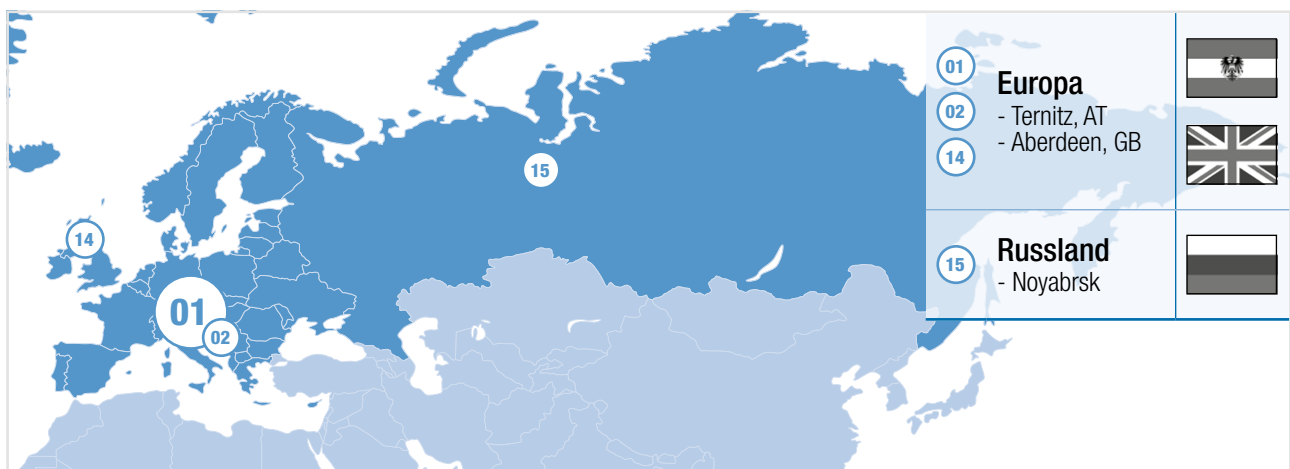 01
02
14
Europa
- Ternitz, AT
- Aberdeen, GB
15
Russland
- Noyabrsk
15
14
01
02